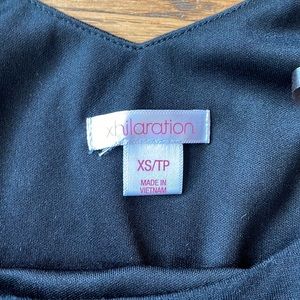 xhilaration
XS/TP
MADE IN
VIETNAM